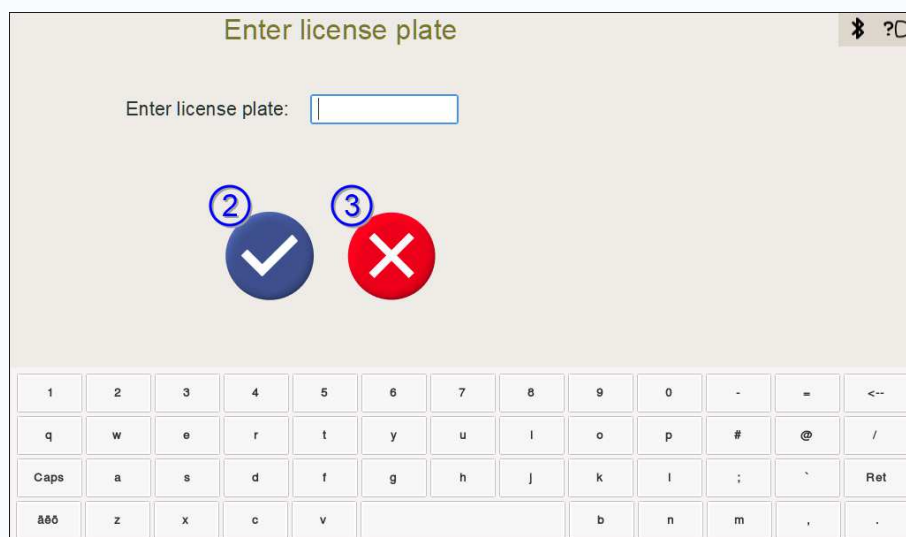 Enter license plate
?
Enter license plate:
2 3
1 2 3 4 5 6 7 8 9 0 - = <--
q w e r t y u i o p # @ /
Caps a s d f g h j k l ; ` Ret
äêõ z x c v b n m , .